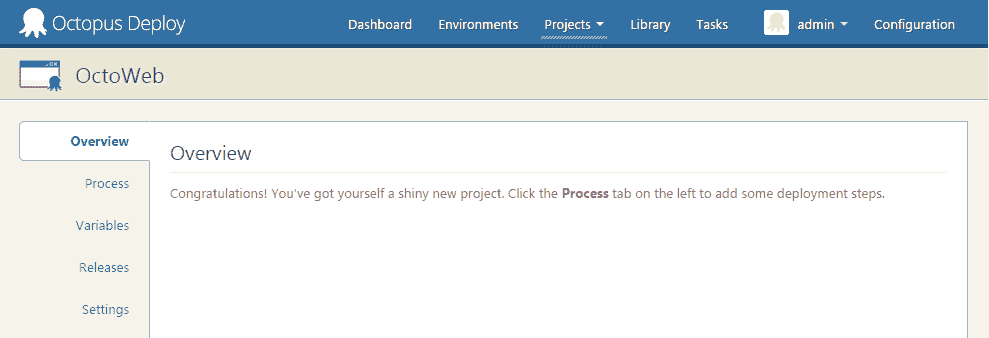 Octopus Deploy Dashboard Environments Projects Library Tasks admin Configuration
OctoWeb
Overview
Overview
Congratulations! You've got yourself a shiny new project. Click the Process tab on the left to add some deployment steps.
Process
Variables
Releases
Settings